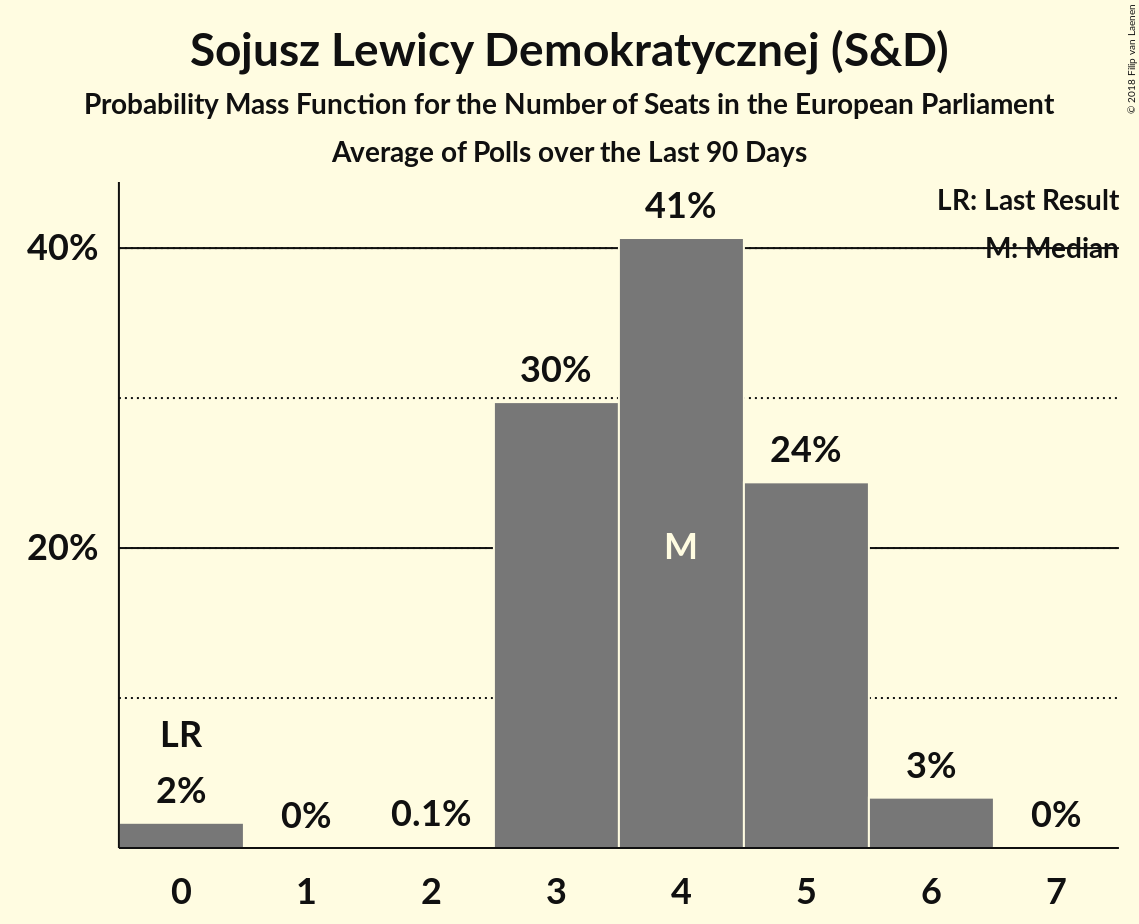 Sojusz Lewicy Demokratycznej (S&D)
Probability Mass Function for the Number of Seats in the European Parliament
Average of Polls over the Last 90 Days
© 2018 Filip van Laenen
LR: Last Result
M: Median
40%
20%
41%
30%
24%
M
LR
2%
0%
0.1%
3%
0%
0 1 2 3 4 5 6 7